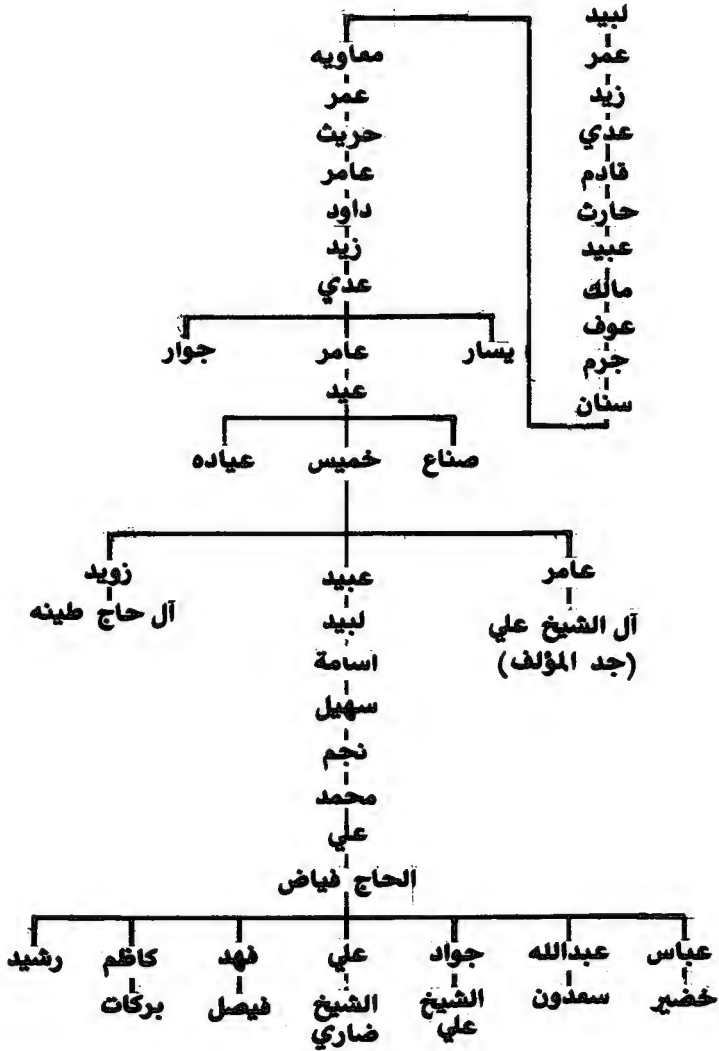 لبيد
عمر
زيد
عدي
قادم
حارث
عبيد
مالك
عوف
جرم
سنان
معاويه
عمر
حريث
عامر
داود
زيد
عدي
يسار عامر جوار
عيد
صناع خميس عياده
عامر عبيد زويد
آل الشيخ علي
(جد المؤلف)
آل حاج طينه
لبيد
اسامة
سهيل
نجم
محمد
علي
الحاج فياض
عباس عبدالله جواد علي فهد كاظم رشيد
خضير سعدون الشيخ الشيخ فيصل بركات
علي ضاري